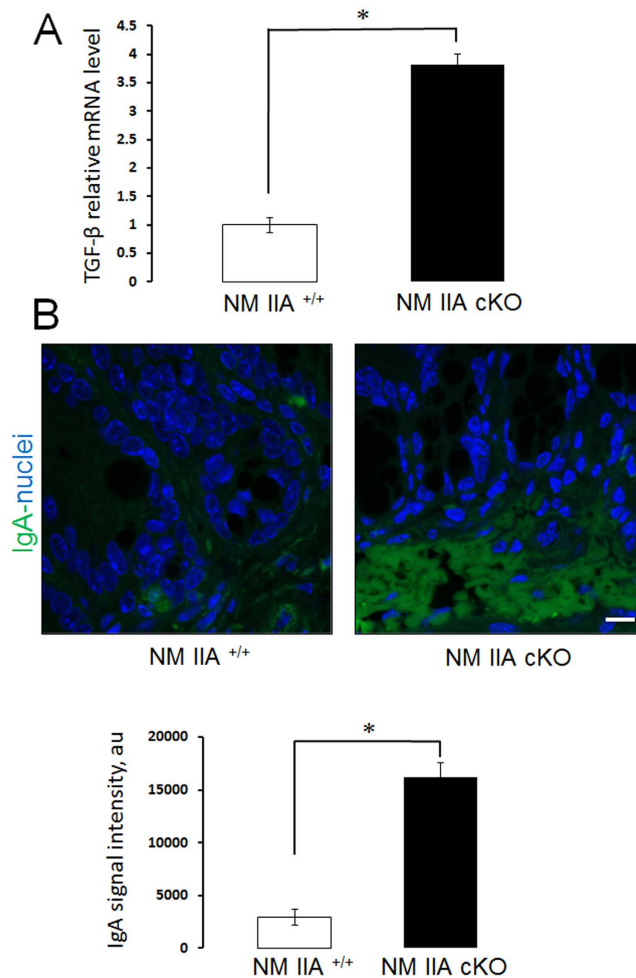 A
*
TGF-β relative mRNA level
4.5
4
3.5
3
2.5
2
1.5
1
0.5
0
NM IIA +/+
NM IIA cKO
B
IgA-nuclei
NM IIA +/+
NM IIA cKO
*
IgA signal intensity, au
20000
15000
10000
5000
0
NM IIA +/+
NM IIA cKO